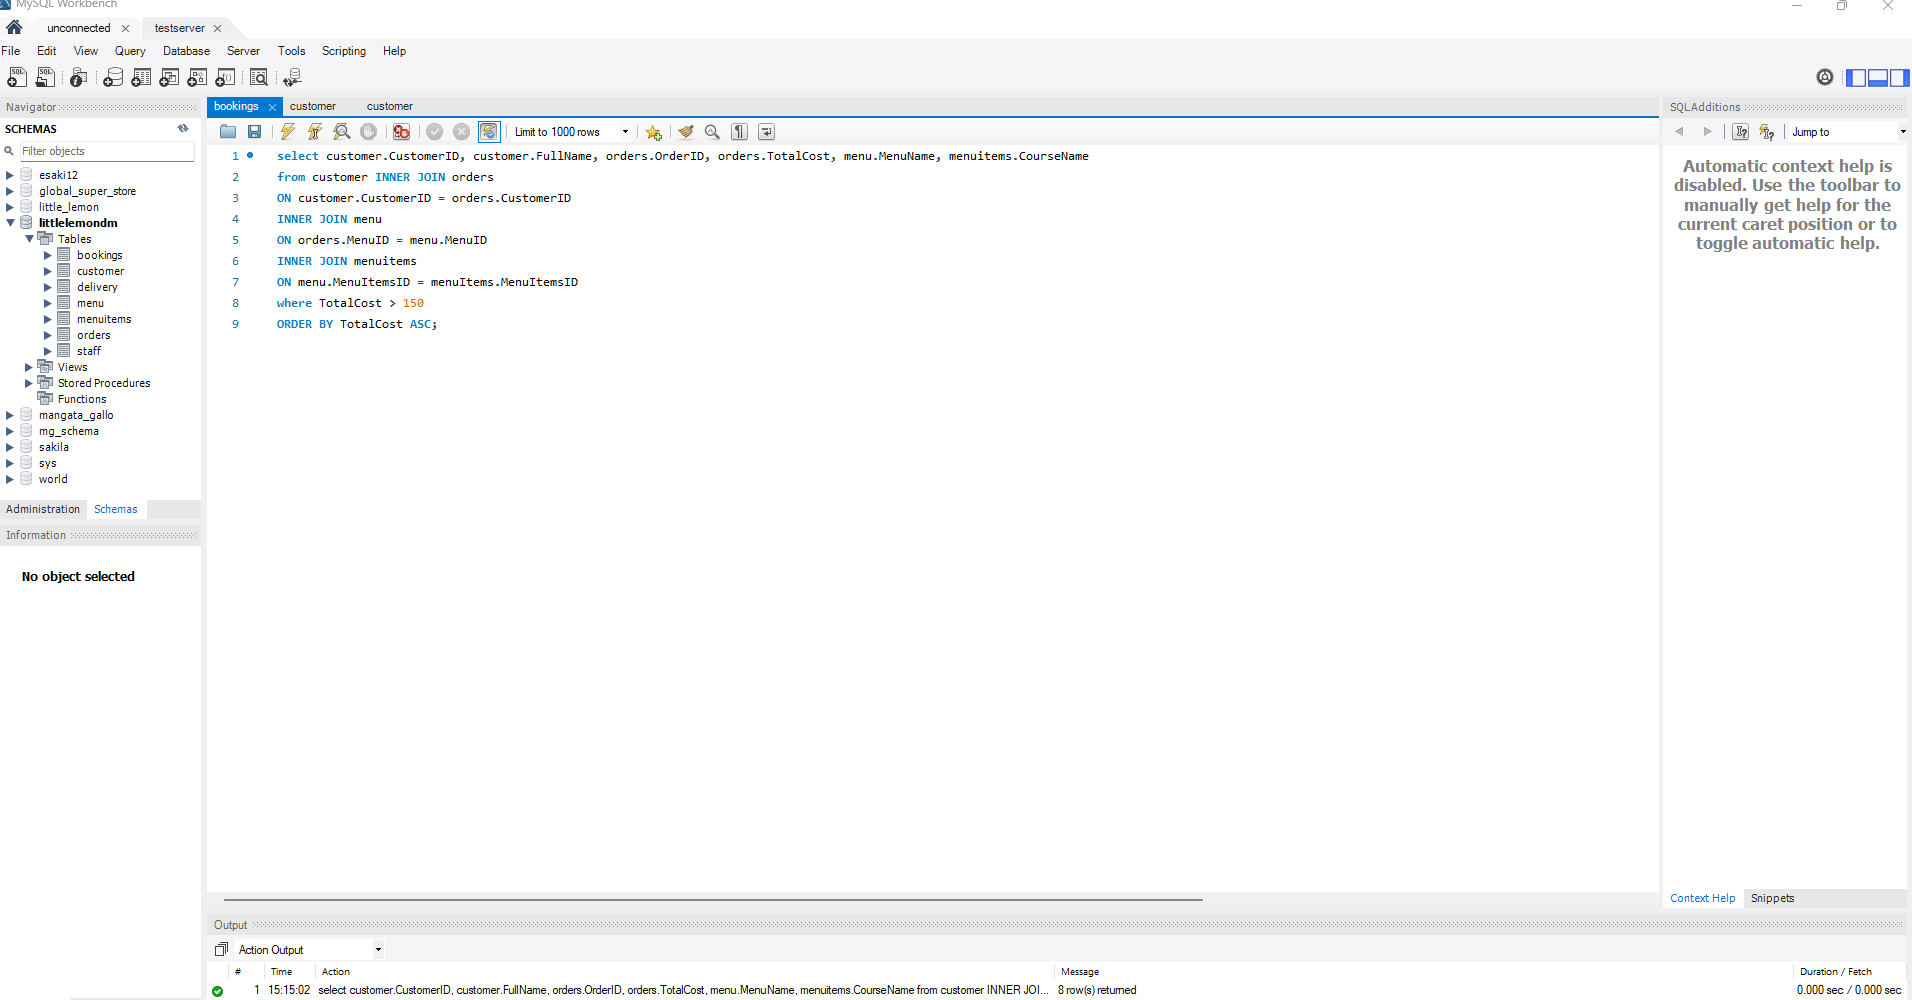 MySQL Workbench
unconnected
testserver
File Edit View Query Database Server Tools Scripting Help
Navigator
SCHEMAS
Filter objects
esaki12
global_super_store
little_lemon
littlelemondm
Tables
bookings
customer
delivery
menu
menuitems
orders
staff
Views
Stored Procedures
Functions
mangata_gallo
mg_schema
sakila
sys
world
Administration Schemas
Information
No object selected
bookings customer customer
Limit to 1000 rows
1 select customer.CustomerID, customer.FullName, orders.OrderID, orders.TotalCost, menu.MenuName, menuitems.CourseName
2 from customer INNER JOIN orders
3 ON customer.CustomerID = orders.CustomerID
4 INNER JOIN menu
5 ON orders.MenuID = menu.MenuID
6 INNER JOIN menuitems
7 ON menu.MenuItemsID = menuItems.MenuItemsID
8 where TotalCost > 150
9 ORDER BY TotalCost ASC;
SQLAdditions
Jump to
Automatic context help is
disabled. Use the toolbar to
manually get help for the
current caret position or to
toggle automatic help.
Context Help Snippets
Output
Action Output
# Time Action Message Duration / Fetch
1 15:15:02 select customer.CustomerID, customer.FullName, orders.OrderID, orders.TotalCost, menu.MenuName, menuitems.CourseName from customer INNER JOI... 8 row(s) returned 0.000 sec / 0.000 sec